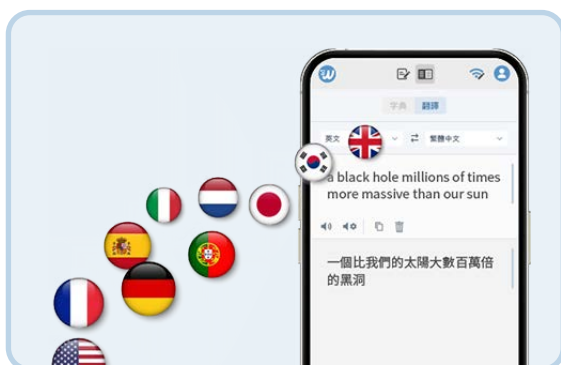 字典 翻譯
英文 繁體中文
a black hole millions of times
more massive than our sun
一個比我們的太陽大數百萬倍
的黑洞